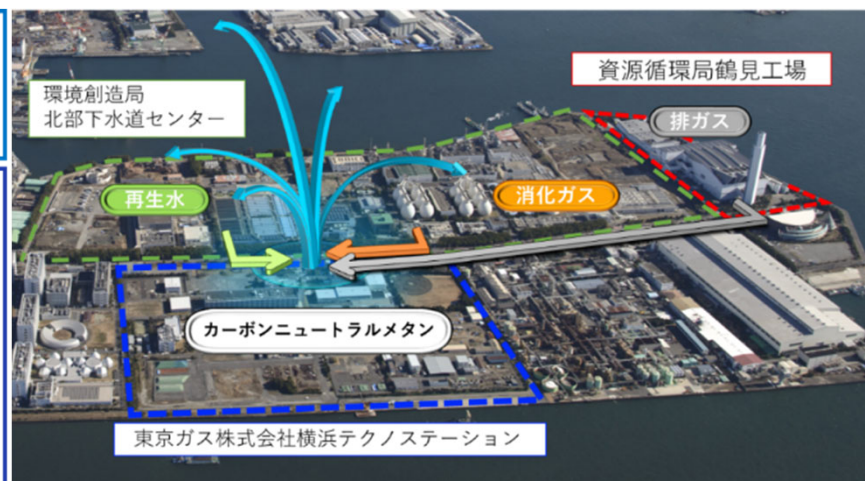 環境創造局
北部下水道センター
資源循環局鶴見工場
排ガス
再生水
消化ガス
カーボンニュートラルメタン
東京ガス株式会社横浜テクノステーション